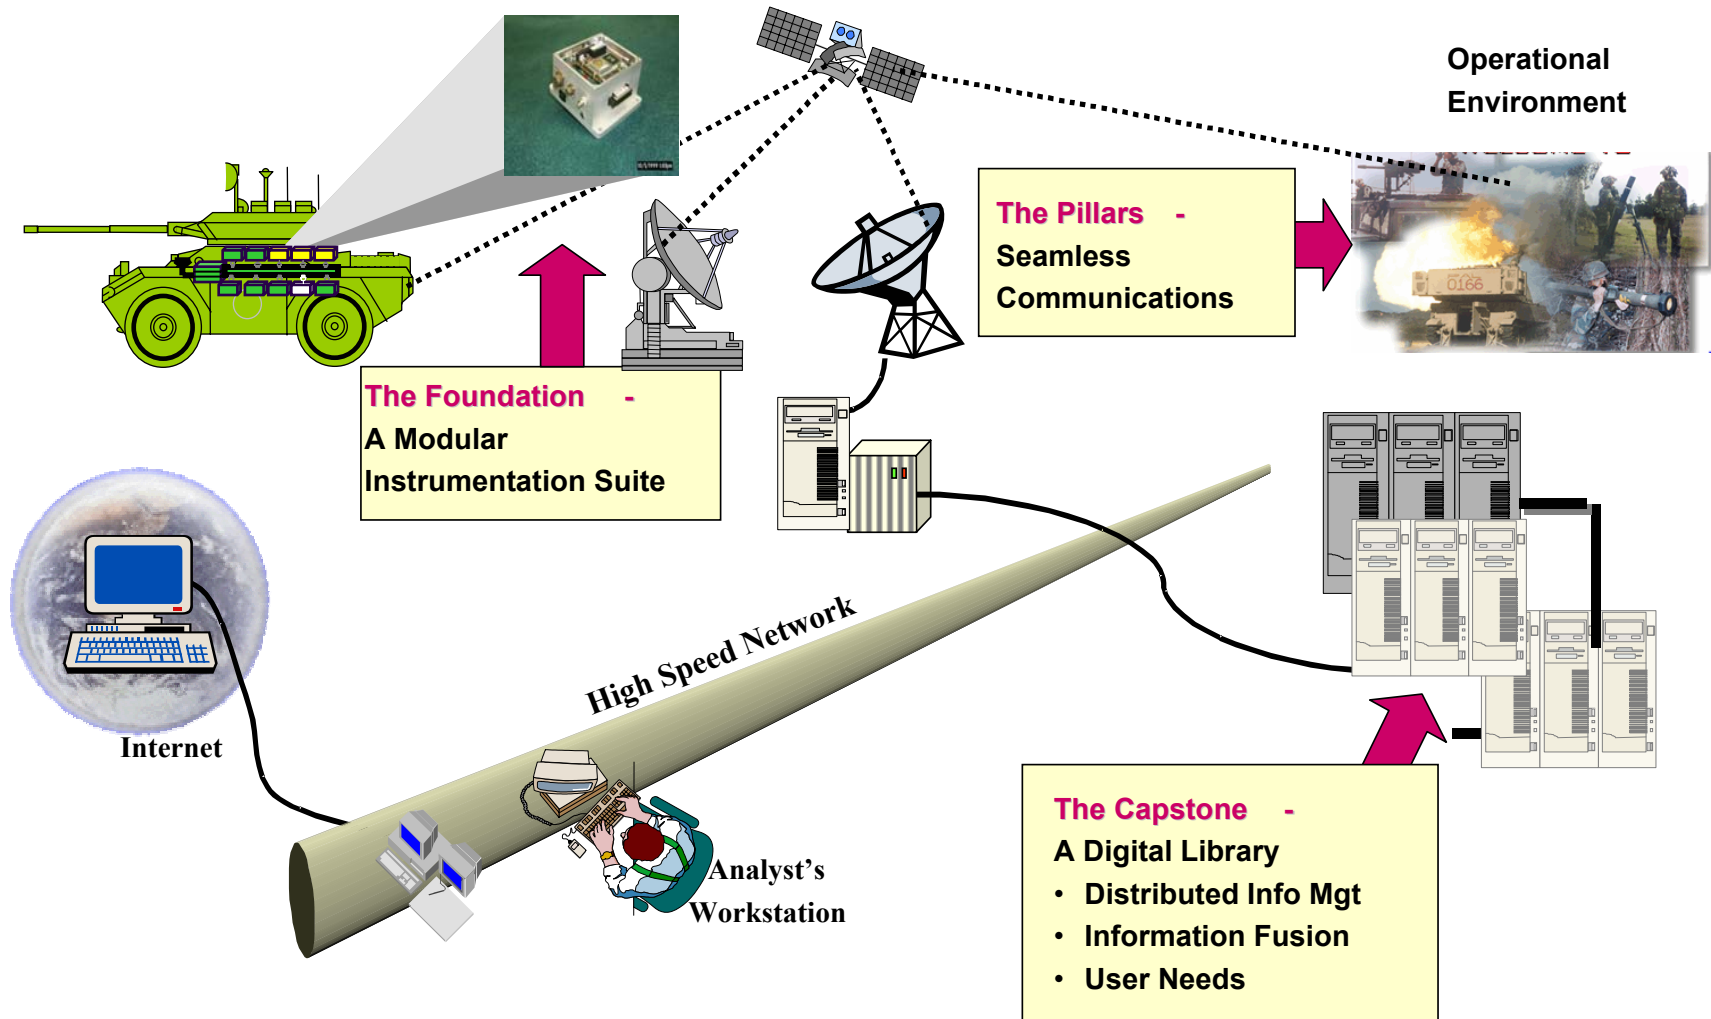 Operational
Environment
The Pillars -
Seamless
Communications
0166
The Foundation -
A Modular
Instrumentation Suite
High Speed Network
Internet
Analyst's
Workstation
The Capstone -
A Digital Library
• Distributed Info Mgt
• Information Fusion
• User Needs